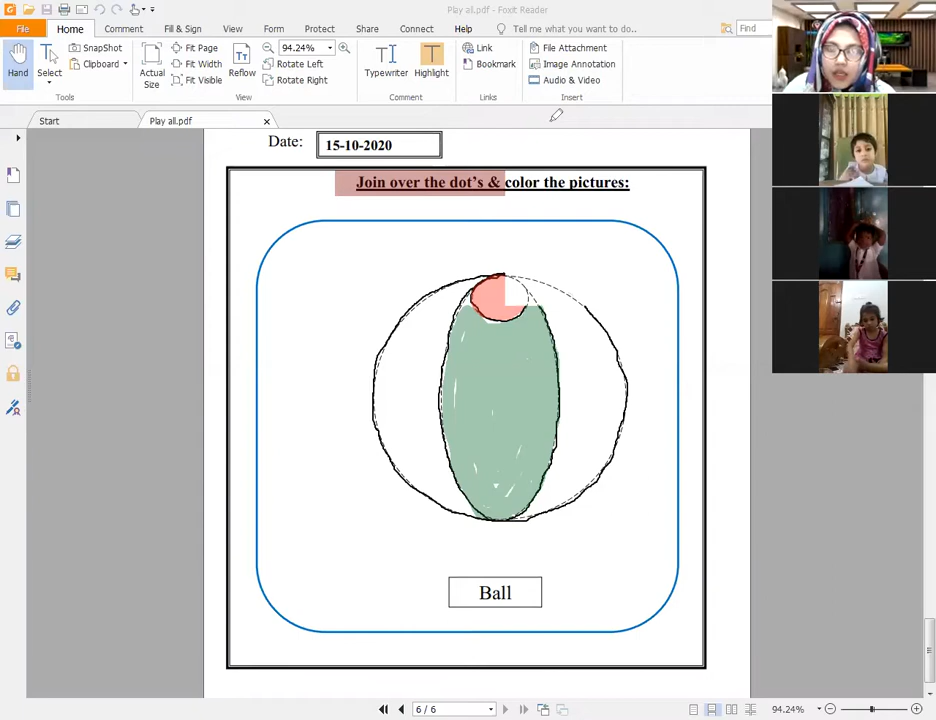 Play all.pdf - Foxit Reader
File Home Comment Fill & Sign View Form Protect Share Connect Help Tell me what you want to do.. Find
Hand
Select
SnapShot
Clipboard
Actual Size
Fit Page
Fit Width
Fit Visible
Reflow
94.24%
Rotate Left
Rotate Right
Typewriter
Highlight
Link
Bookmark
File Attachment
Image Annotation
Audio & Video
Tools View Comment Links Insert
Start Play all.pdf
Date: 15-10-2020
Join over the dot's & color the pictures:
Ball
6 / 6 94.24%